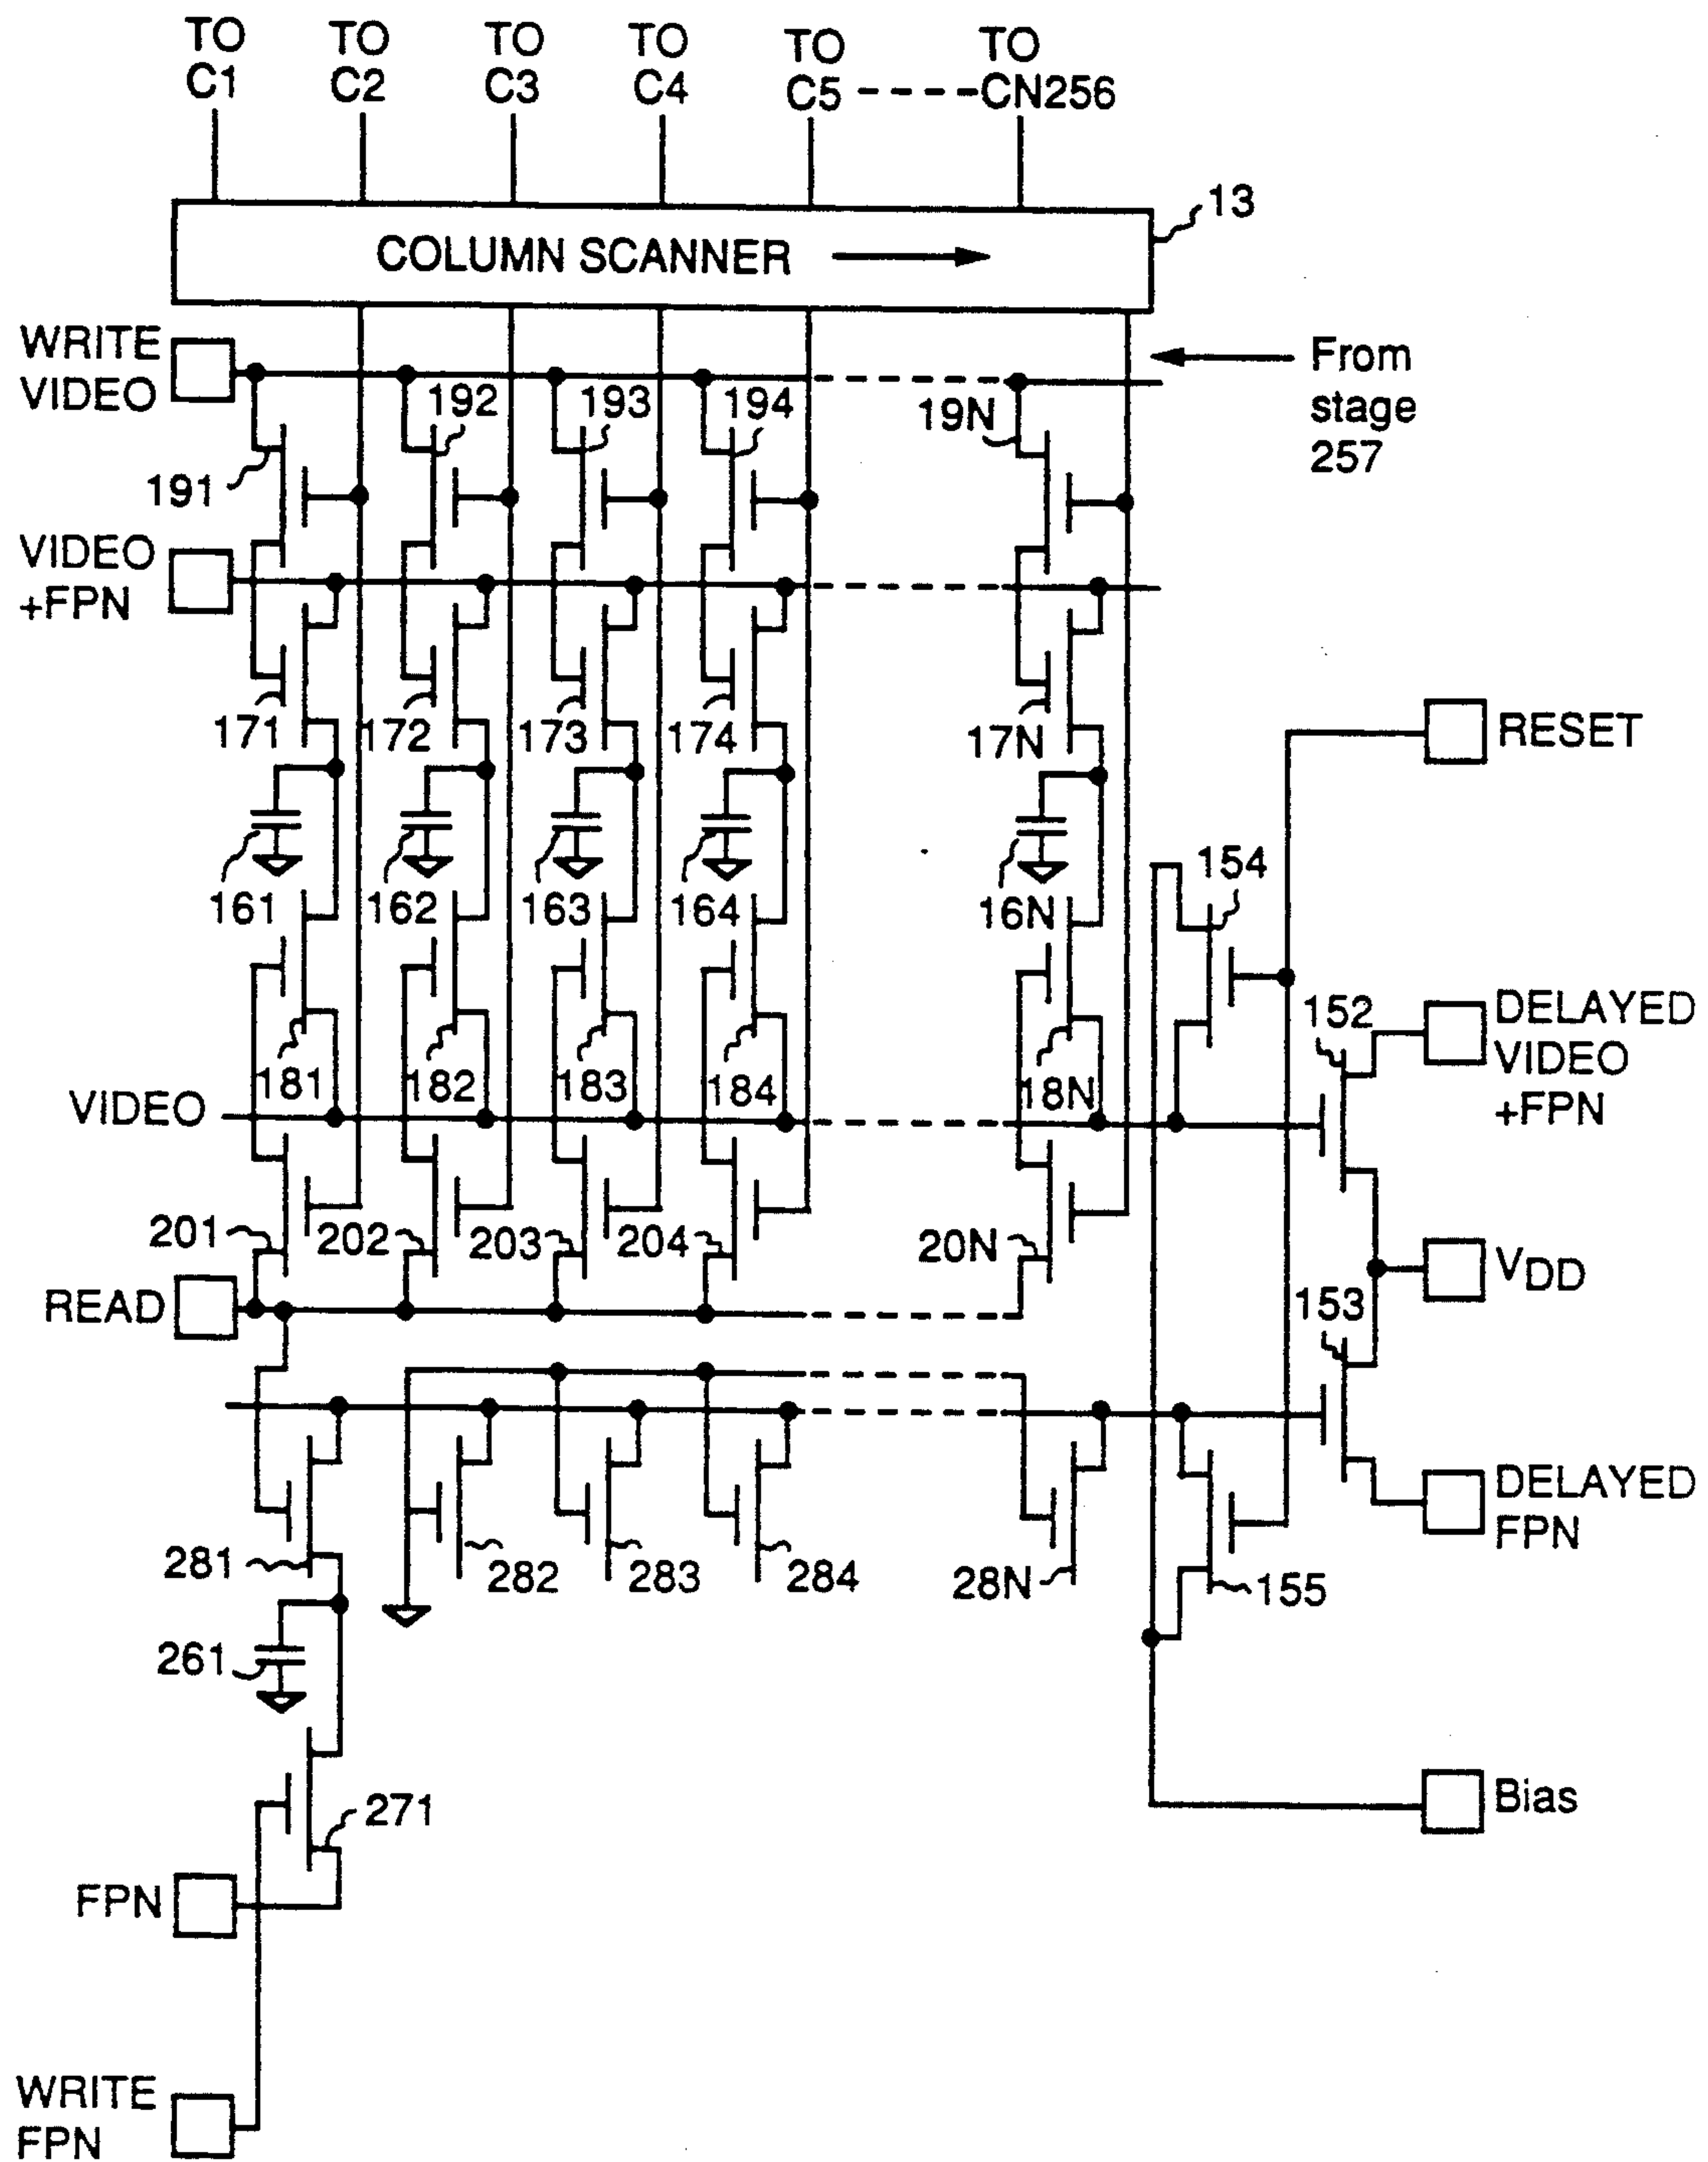 TO TO TO TO TO TO
C1 C2 C3 C4 C5 ----CN256
13
COLUMN SCANNER
WRITE
VIDEO
From
stage
257
192 193 194 19N
191
VIDEO
+FPN
171 172 173 174 17N
RESET
154
161 162 163 164 16N
152
DELAYED
VIDEO
+FPN
181 182 183 184 18N
VIDEO
201 202 203 204 20N
VDD
READ
153
DELAYED
FPN
281 282 283 284 28N 155
261
Bias
271
FPN
WRITE
FPN